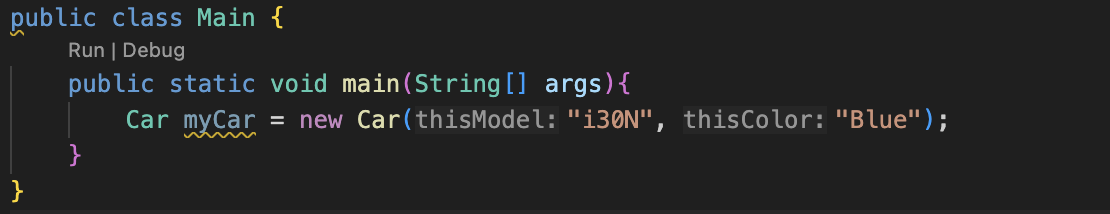 public class Main {
Run | Debug
public static void main(String[] args){
Car myCar = new Car(thisModel: "i30N", thisColor: "Blue");
}
}